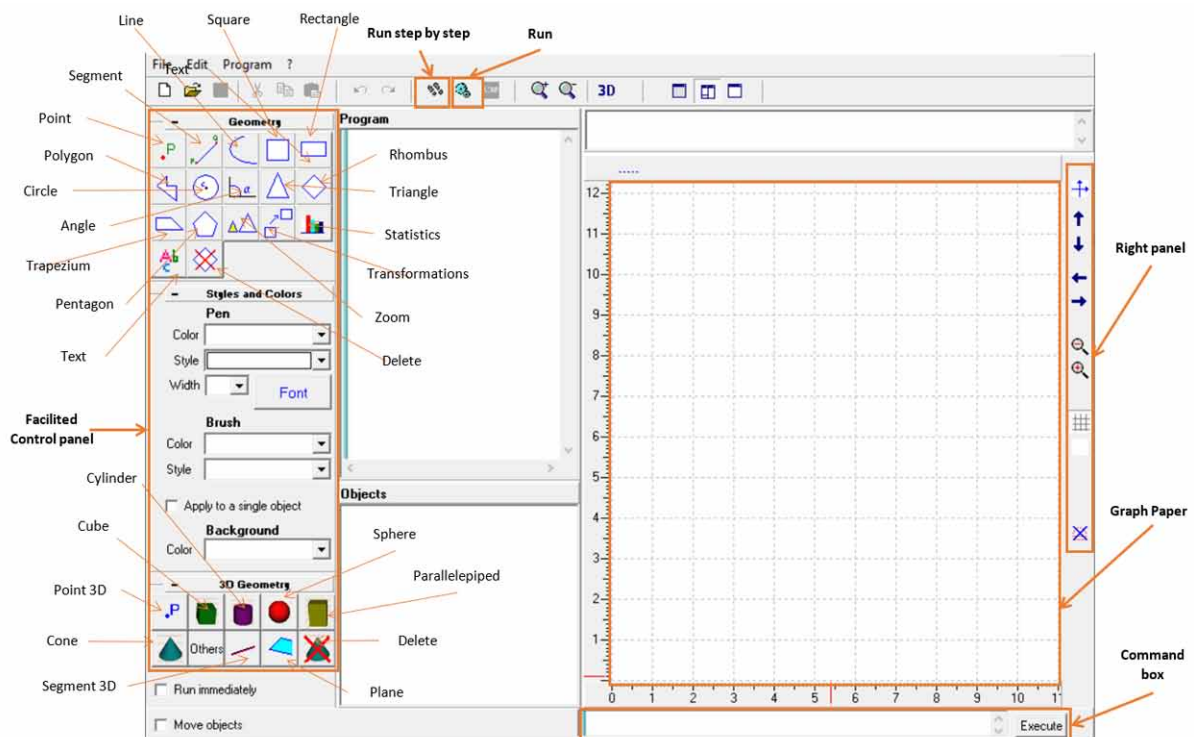 Line
Square
Rectangle
Run step by step
Run
File Edit Program ?
Text
Segment
3D
Point
Geometry
Program
P
P
Q
Polygon
Rhombus
Circle
Triangle
α
Angle
Statistics
Trapezium
Transformations
Ab
c
Pentagon
Styles and Colors
Pen
Zoom
Color
Text
Style
Delete
Width
Font
Facilited
Control panel
Brush
Color
Style
Cylinder
Objects
Apply to a single object
Cube
Background
Sphere
Color
Parallelepiped
3D Geometry
Point 3D
P
Cone
Others
Delete
Segment 3D
Plane
Run immediately
Move objects
12
11
10
9
8
7
6
5
4
3
2
1
0 1 2 3 4 5 6 7 8 9 10 11
Right panel
Graph Paper
Command
box
Execute